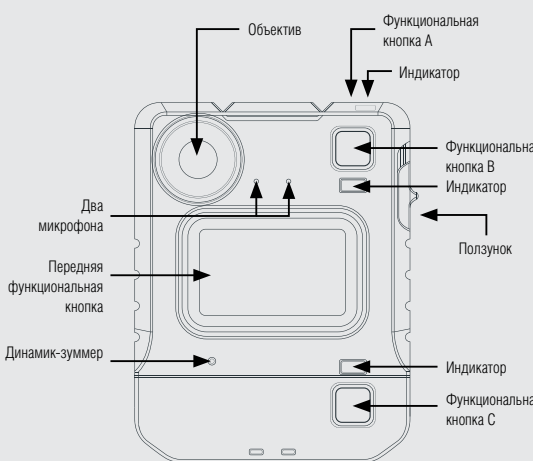 Объектив
Функциональная
кнопка A
Индикатор
Функциональна
кнопка B
Индикатор
Два
микрофона
Ползунок
Передняя
функциональная
кнопка
Динамик-зуммер
Индикатор
Функциональна
кнопка C